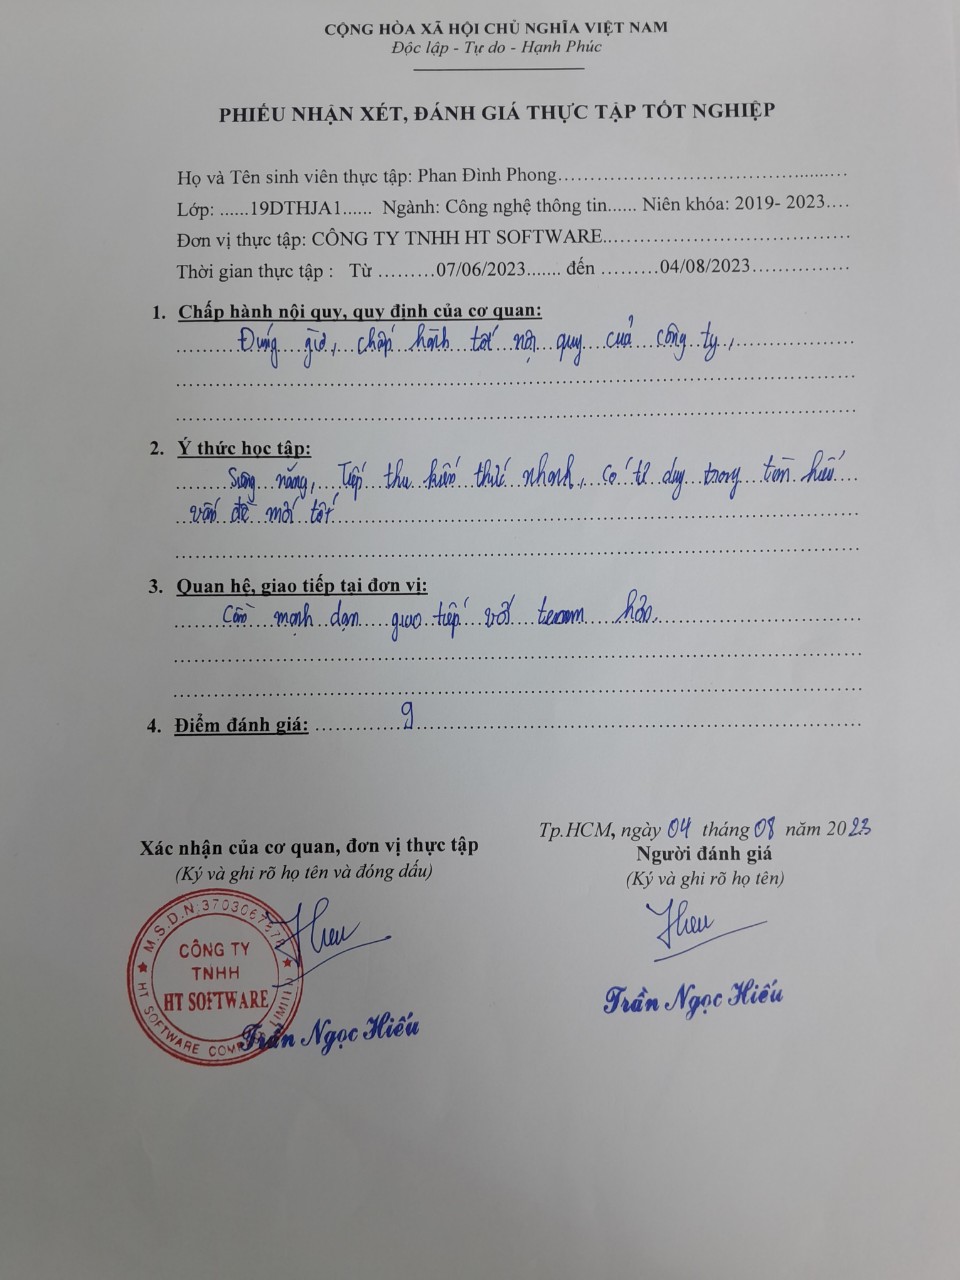 CỘNG HÒA XÃ HỘI CHỦ NGHĨA VIỆT NAM
Độc lập - Tự do - Hạnh Phúc
PHIẾU NHẬN XÉT, ĐÁNH GIÁ THỰC TẬP TỐT NGHIỆP
Họ và Tên sinh viên thực tập: Phan Đình Phong
Lớp: ......19DTHJA1...... Ngành: Công nghệ thông tin...... Niên khóa: 2019- 2023....
Đơn vị thực tập: CÔNG TY TNHH HT SOFTWARE
Thời gian thực tập : Từ .........07/06/2023....... đến .........04/08/2023
1. Chấp hành nội quy, quy định của cơ quan:
Đúng giờ, chấp hành tốt nội quy của công ty,
2. Ý thức học tập:
Siêng năng, Tiếp thu kiến thức nhanh, có tư duy trong tìm hiểu
vấn đề mới tốt
3. Quan hệ, giao tiếp tại đơn vị:
Cần mạnh dạn giao tiếp với team hơn.
4. Điểm đánh giá: 9
Tp.HCM, ngày 04 tháng 08 năm 2023
Xác nhận của cơ quan, đơn vị thực tập
Người đánh giá
(Ký và ghi rõ họ tên và đóng dấu)
(Ký và ghi rõ họ tên)
M.S.D.N:
CÔNG TY
TNHH
HT SOFTWARE
HT SOFTWARE COMPANY LIMITED
Hieu
Hieu
Trần Ngọc Hiếu
Trần Ngọc Hiếu